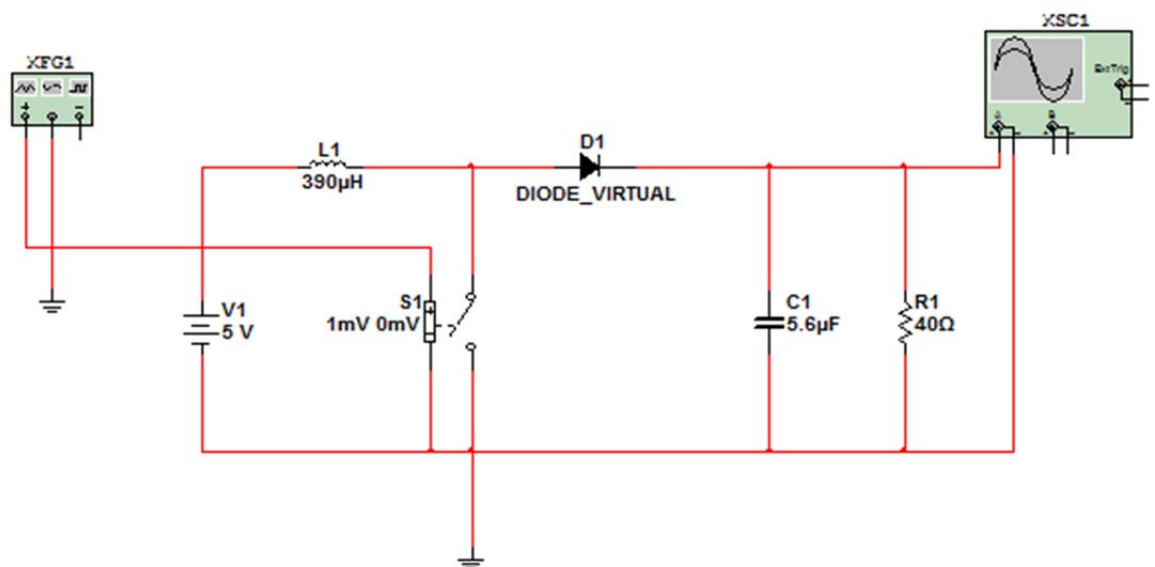 XSC1
XFG1
Ext Trig
+
−
A
B
L1
390µH
D1
DIODE_VIRTUAL
V1
5 V
S1
1mV 0mV
C1
5.6µF
R1
40Ω